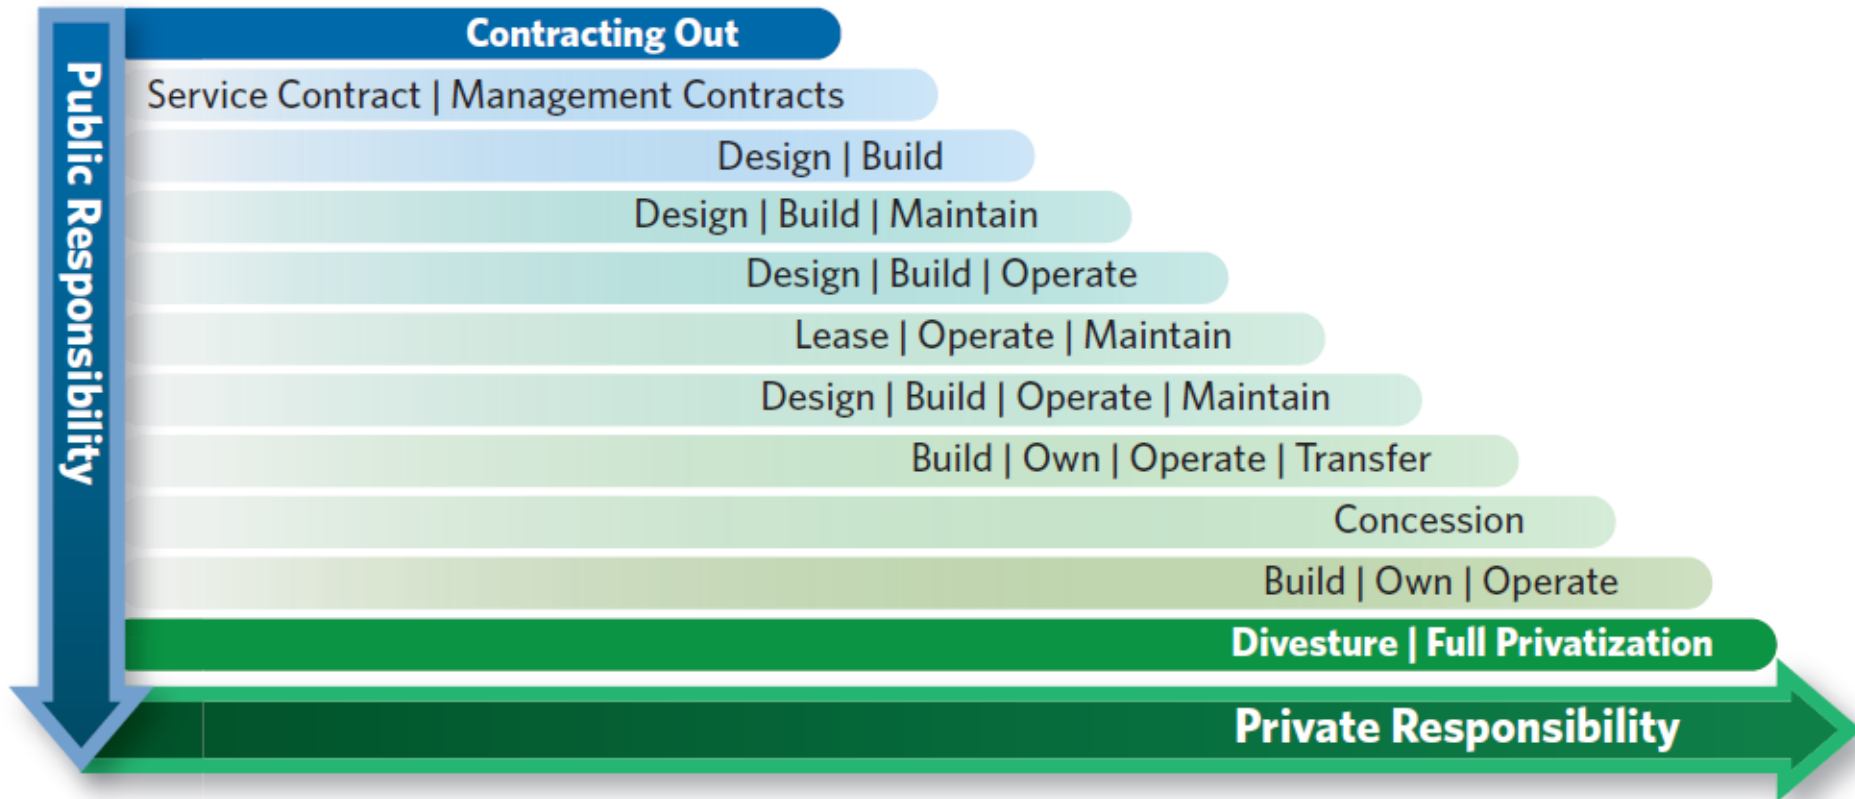 Contracting Out
Public Responsibility
Service Contract | Management Contracts
Design | Build
Design | Build | Maintain
Design | Build | Operate
Lease | Operate | Maintain
Design | Build | Operate | Maintain
Build | Own | Operate | Transfer
Concession
Build | Own | Operate
Divesture | Full Privatization
Private Responsibility